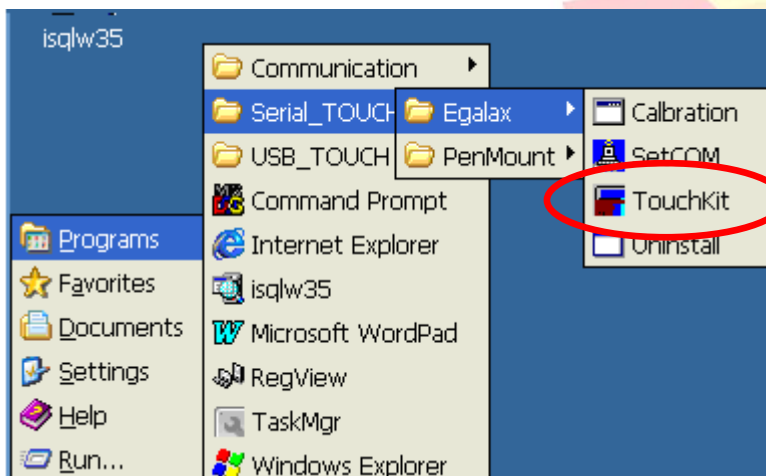 isqlw35
Communication
Serial_TOUCH
USB_TOUCH
Command Prompt
Internet Explorer
isqlw35
Microsoft WordPad
RegView
TaskMgr
Windows Explorer
Egalax
PenMount
Calbration
SetCOM
TouchKit
Uninstall
Programs
Favorites
Documents
Settings
Help
Run...